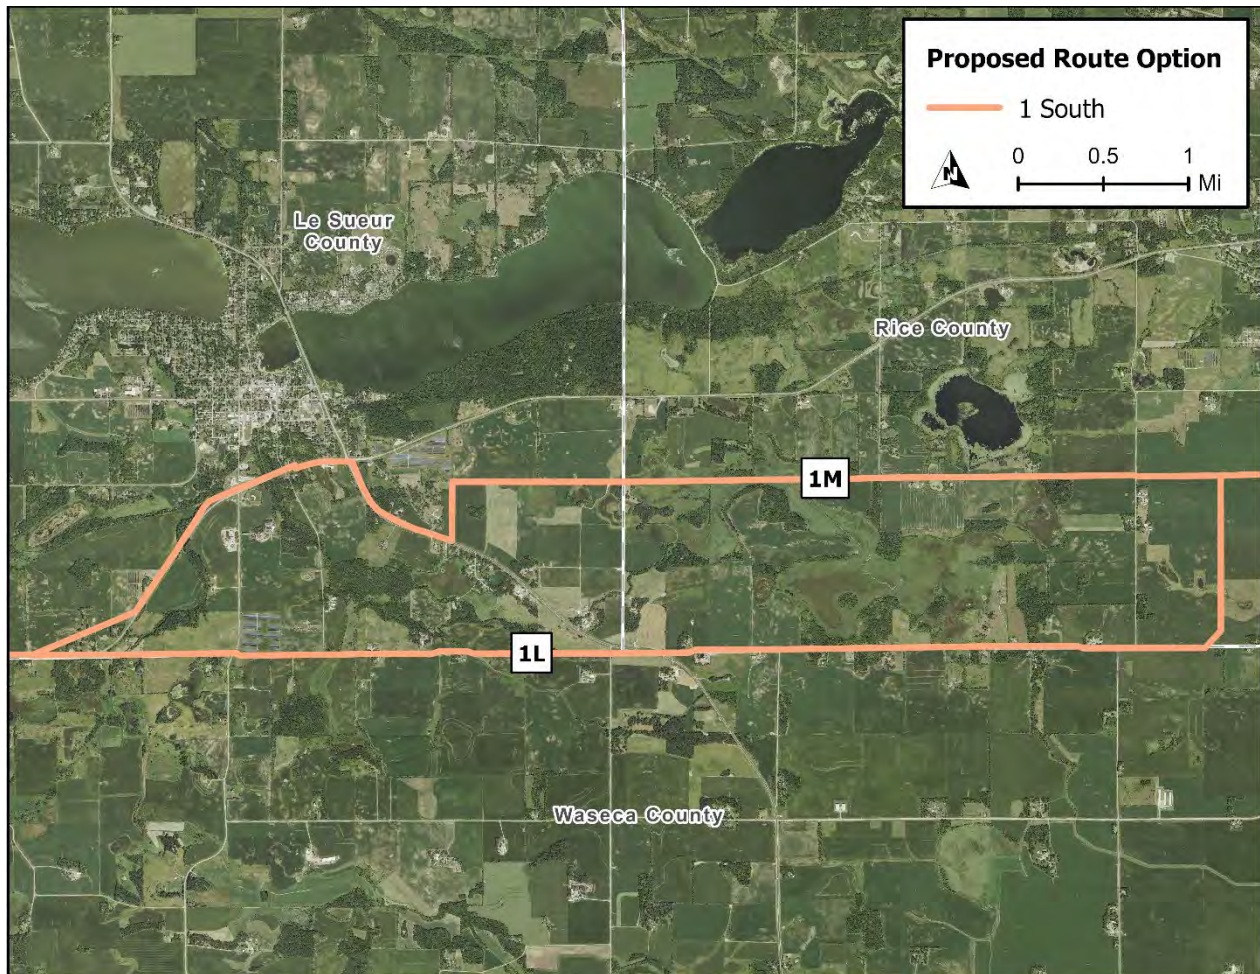 Proposed Route Option
1 South
N
0 0.5 1
Mi
Le Sueur
County
Rice County
1M
1L
Waseca County